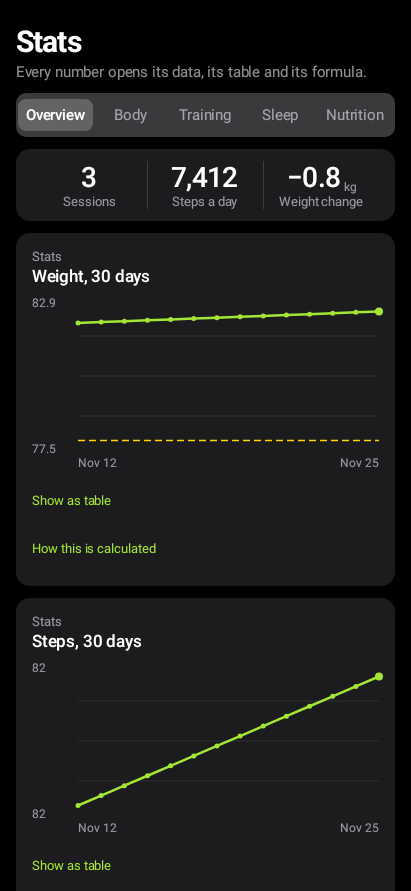 Stats
Every number opens its data, its table and its formula.
Overview Body Training Sleep Nutrition
3 7,412 −0.8 kg
Sessions Steps a day Weight change
Stats
Weight, 30 days
82.9
77.5
Nov 12 Nov 25
Show as table
How this is calculated
Stats
Steps, 30 days
82
82
Nov 12 Nov 25
Show as table